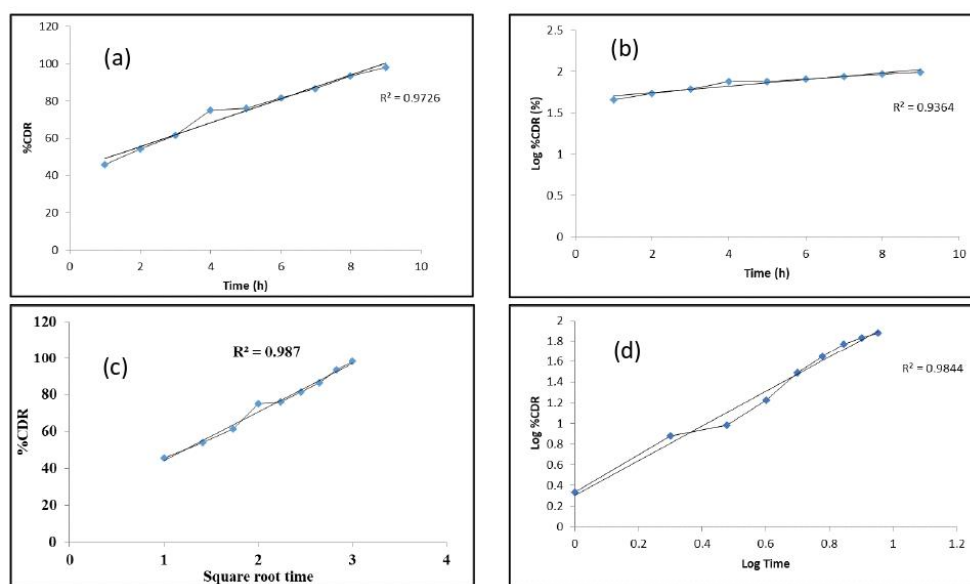 (a)
120
100
80
60
40
20
0
%CDR
R² = 0.9726
0 2 4 6 8 10
Time (h)
(b)
2.5
2
1.5
1
0.5
0
Log %CDR (%)
R² = 0.9364
0 2 4 6 8 10
Time (h)
(c)
120
100
80
60
40
20
0
%CDR
R² = 0.987
0 1 2 3 4
Square root time
(d)
2
1.8
1.6
1.4
1.2
1
0.8
0.6
0.4
0.2
0
Log %CDR
R² = 0.9844
0 0.2 0.4 0.6 0.8 1 1.2
Log Time